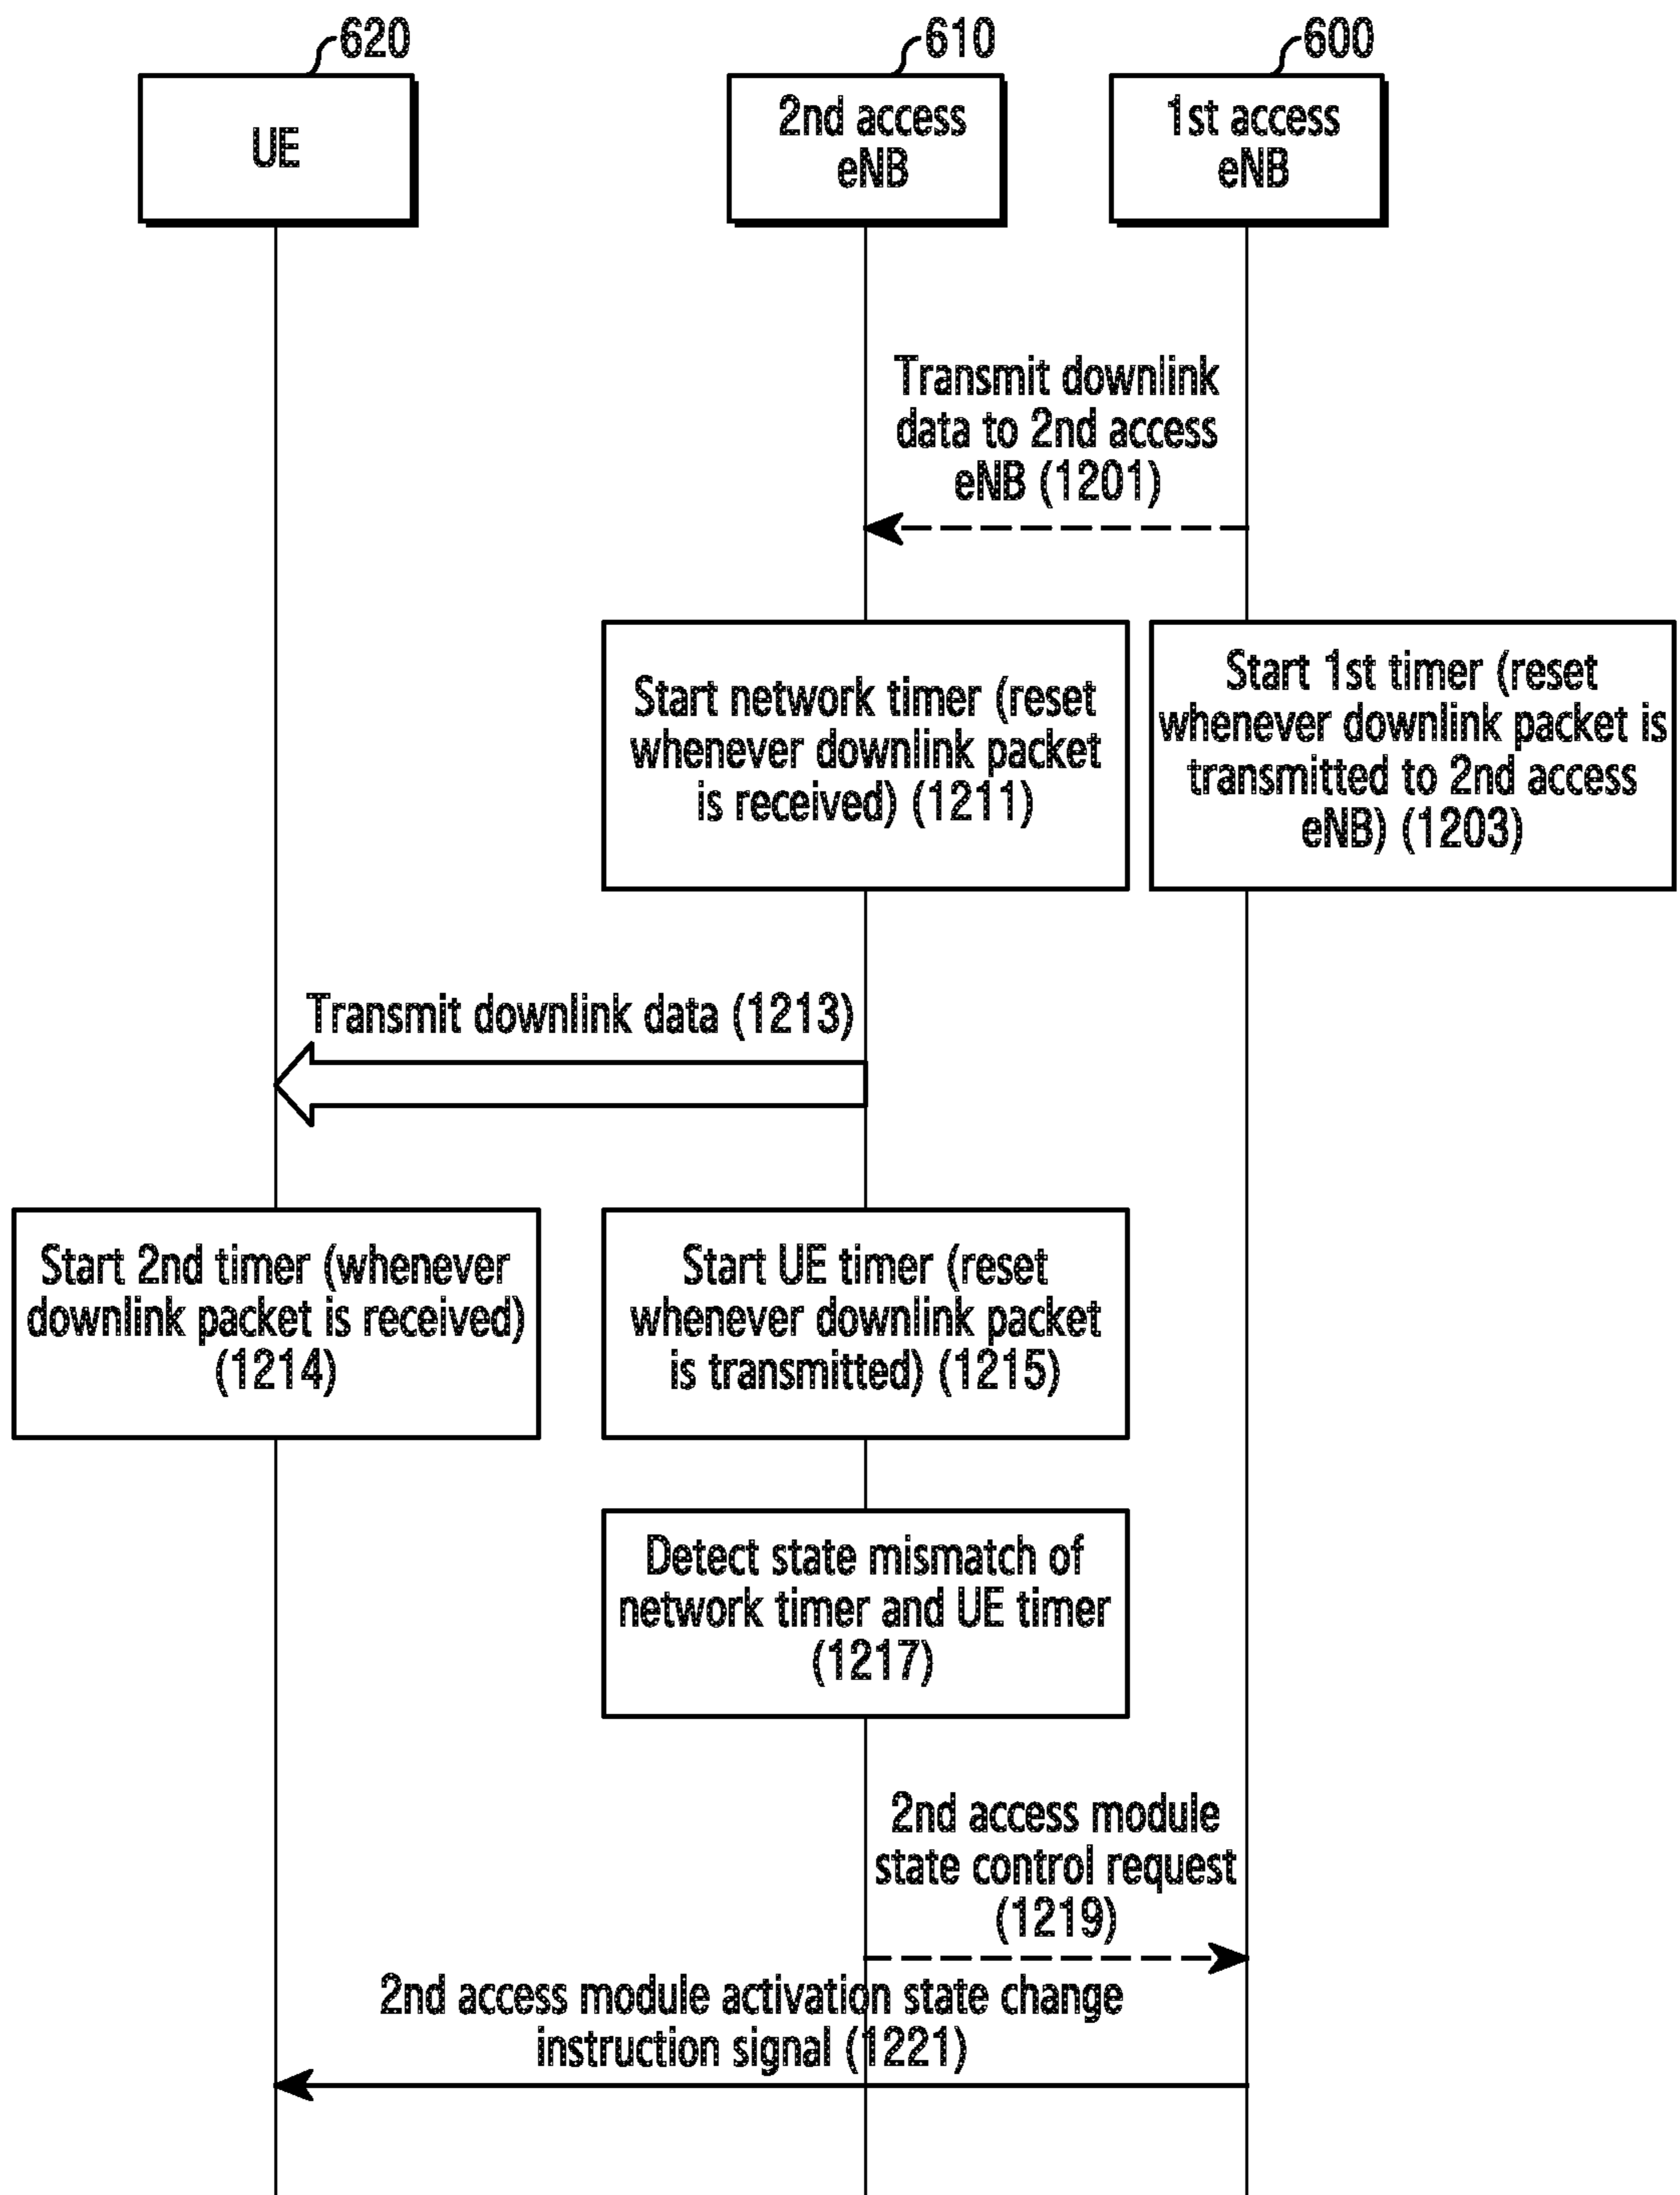 620
610
600
UE
2nd access
eNB
1st access
eNB
Transmit downlink
data to 2nd access
eNB (1201)
Start network timer (reset
whenever downlink packet
is received) (1211)
Start 1st timer (reset
whenever downlink packet is
transmitted to 2nd access
eNB) (1203)
Transmit downlink data (1213)
Start 2nd timer (whenever
downlink packet is received)
(1214)
Start UE timer (reset
whenever downlink packet
is transmitted) (1215)
Detect state mismatch of
network timer and UE timer
(1217)
2nd access module
state control request
(1219)
2nd access module activation state change
instruction signal (1221)